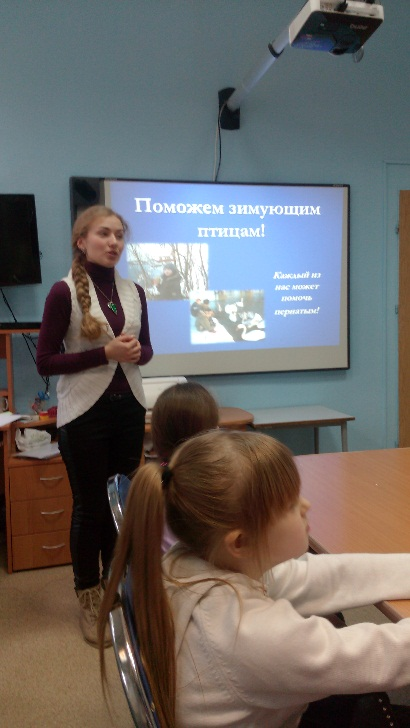 Поможем зимующим
птицам!
Каждый из
нас может
помочь
пернатым!